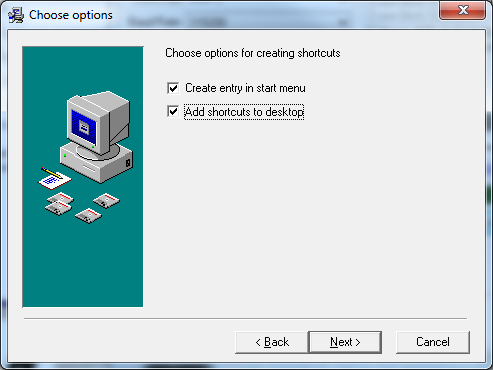 Choose options
Choose options for creating shortcuts
Create entry in start menu
Add shortcuts to desktop
< Back
Next >
Cancel